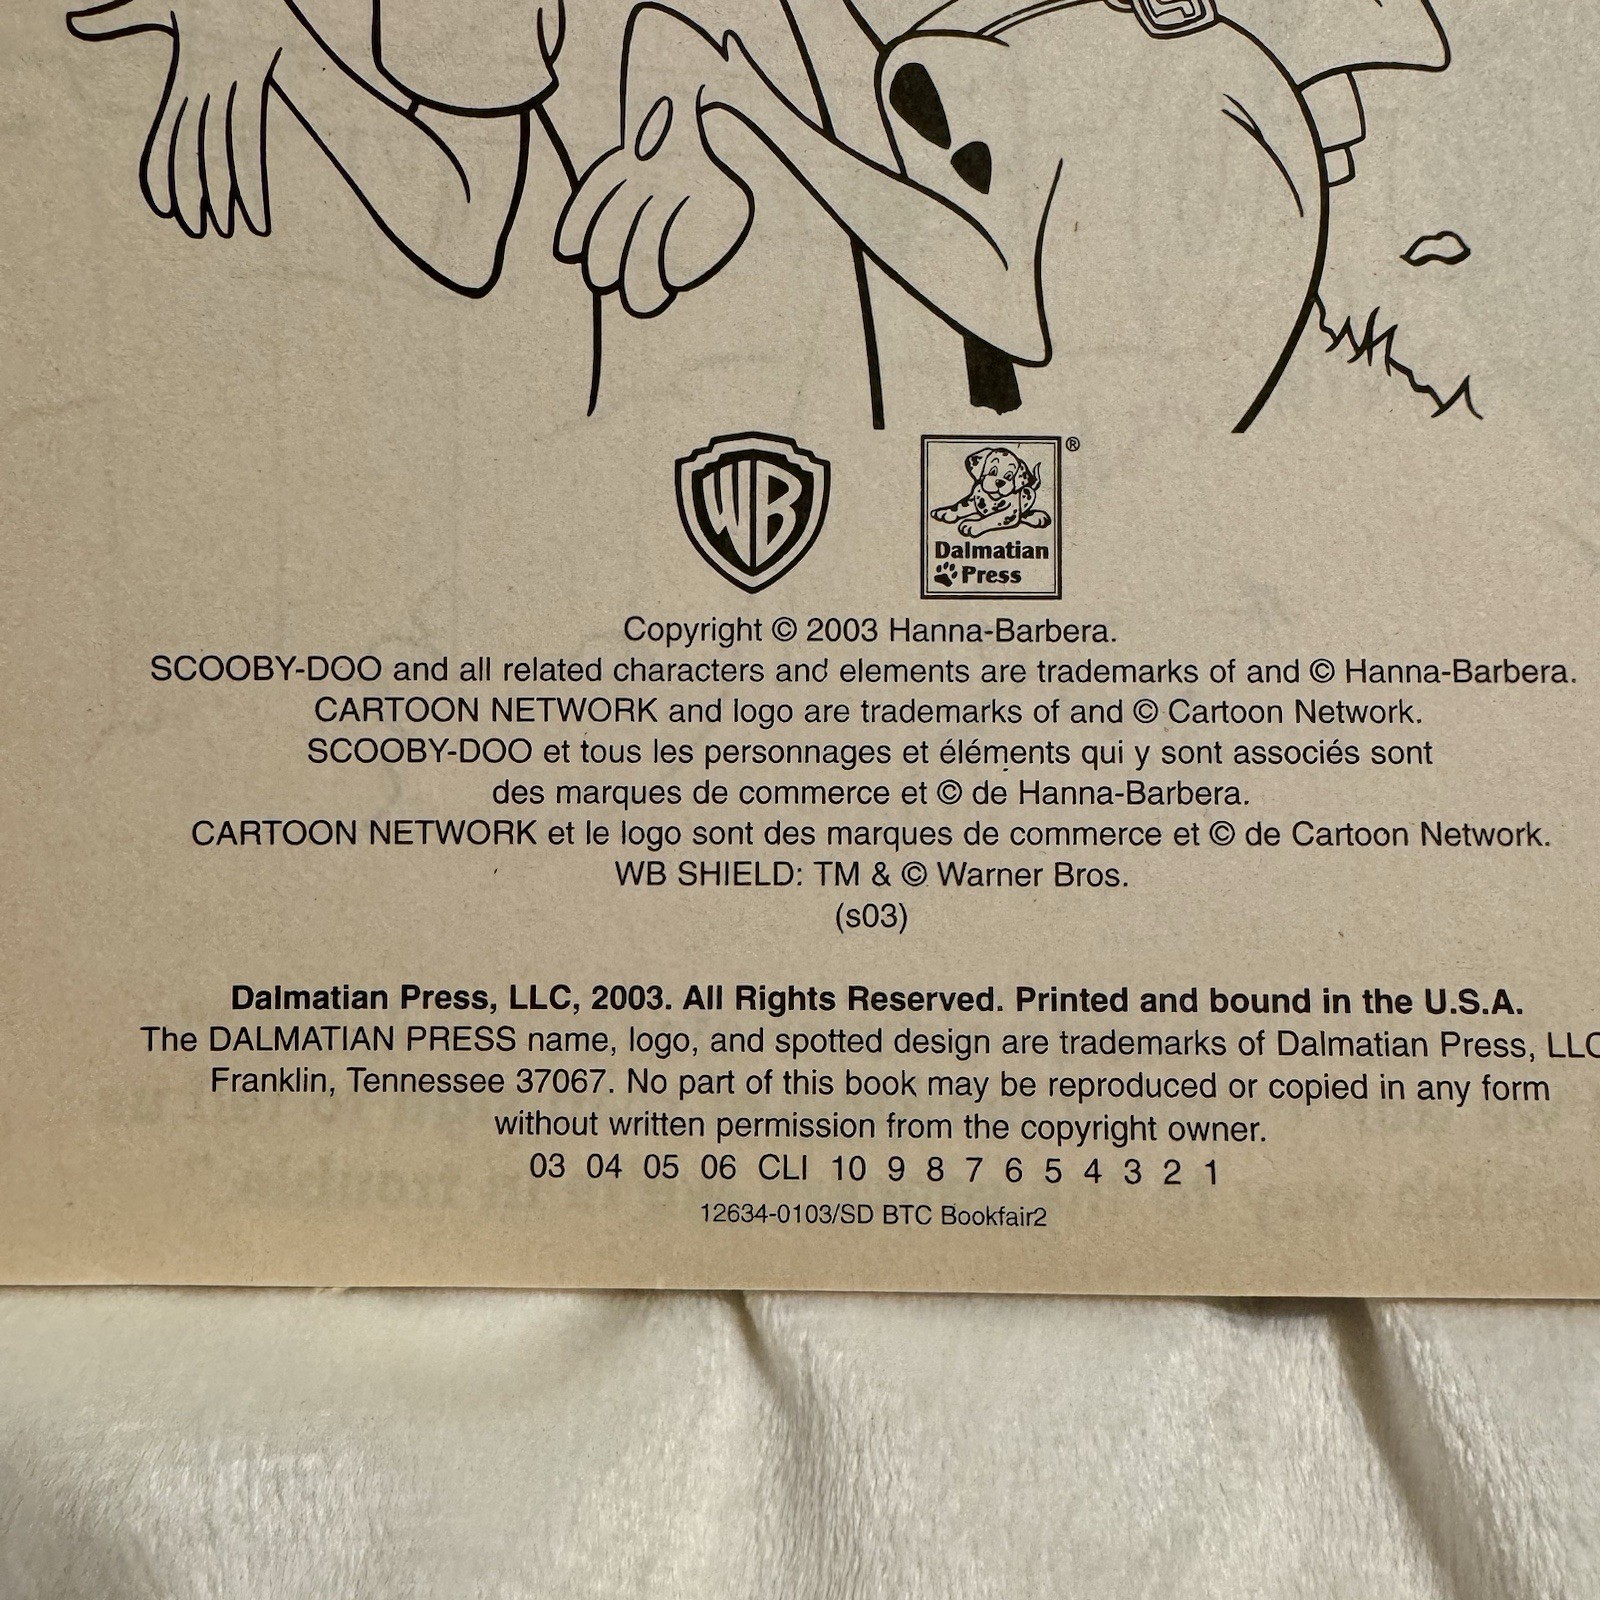 WB
®
Dalmatian
Press
Copyright © 2003 Hanna-Barbera.
SCOOBY-DOO and all related characters and elements are trademarks of and © Hanna-Barbera.
CARTOON NETWORK and logo are trademarks of and © Cartoon Network.
SCOOBY-DOO et tous les personnages et éléments qui y sont associés sont
des marques de commerce et © de Hanna-Barbera.
CARTOON NETWORK et le logo sont des marques de commerce et © de Cartoon Network.
WB SHIELD: TM & © Warner Bros.
(s03)
Dalmatian Press, LLC, 2003. All Rights Reserved. Printed and bound in the U.S.A.
The DALMATIAN PRESS name, logo, and spotted design are trademarks of Dalmatian Press, LLC
Franklin, Tennessee 37067. No part of this book may be reproduced or copied in any form
without written permission from the copyright owner.
03 04 05 06 CLI 10 9 8 7 6 5 4 3 2 1
12634-0103/SD BTC Bookfair2